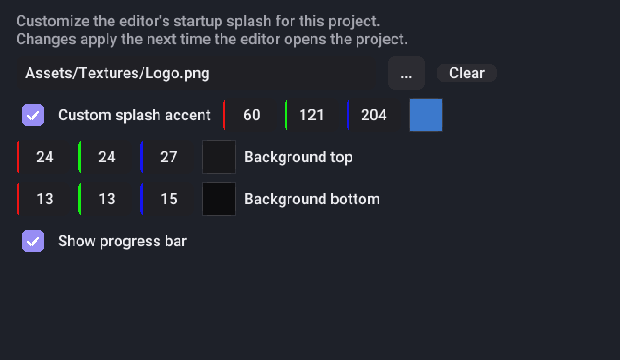 Customize the editor's startup splash for this project.
Changes apply the next time the editor opens the project.
Assets/Textures/Logo.png ... Clear
Custom splash accent 60 121 204
24 24 27 Background top
13 13 15 Background bottom
Show progress bar